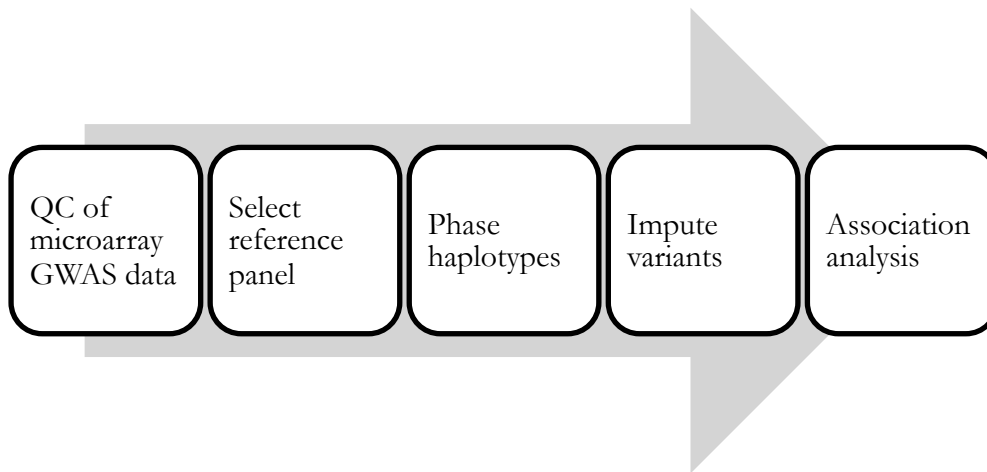 QC of
microarray
GWAS data
Select
reference
panel
Phase
haplotypes
Impute
variants
Association
analysis